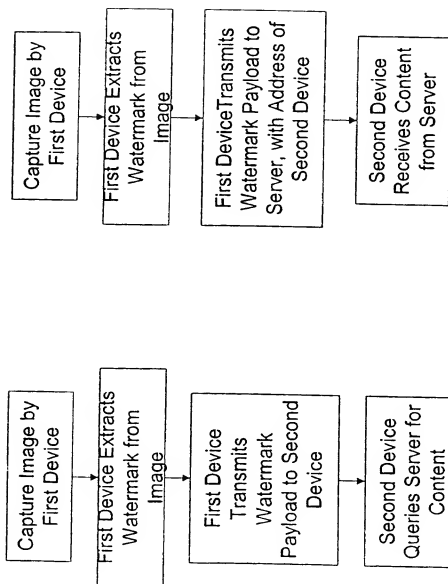 Capture Image by
First Device
First Device Extracts
Watermark from
Image
First Device
Transmits
Watermark
Payload to Second
Device
Second Device
Queries Server for
Content
Capture Image by
First Device
First Device Extracts
Watermark from
Image
First DeviceTransmits
Watermark Payload to
Server, with Address of
Second Device
Second Device
Receives Content
from Server